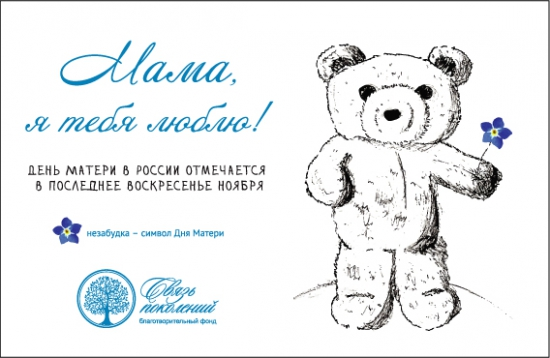 Мама,
я тебя люблю!
ДЕНЬ МАТЕРИ В РОССИИ ОТМЕЧАЕТСЯ
В ПОСЛЕДНЕЕ ВОСКРЕСЕНЬЕ НОЯБРЯ
незабудка – символ Дня Матери
Связь
поколений
благотворительный фонд